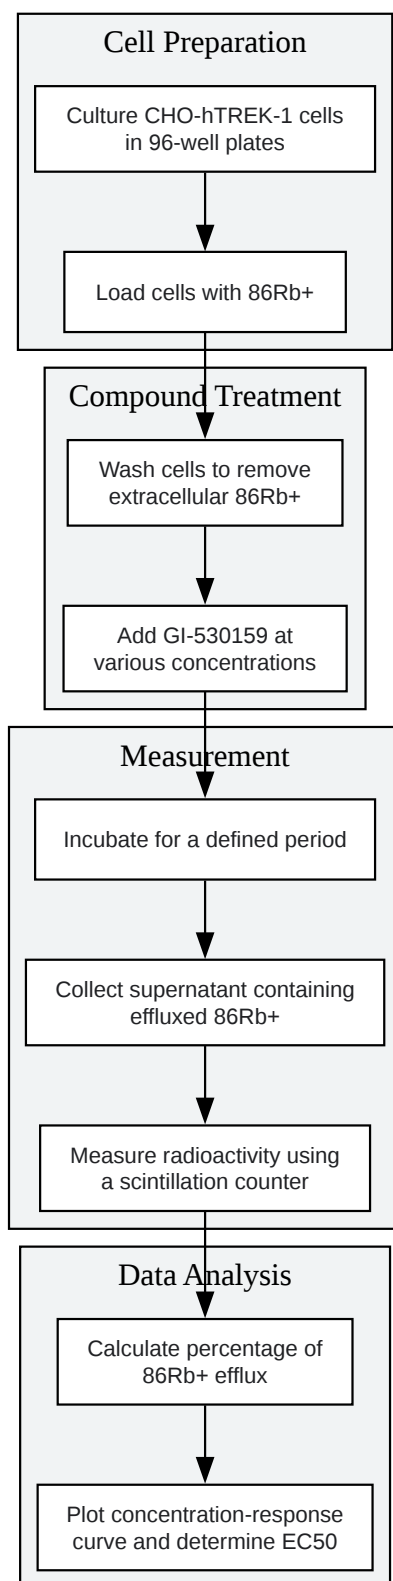 Cell Preparation
Culture CHO-hTREK-1 cells
in 96-well plates
Load cells with 86Rb+
Compound Treatment
Wash cells to remove
extracellular 86Rb+
Add GI-530159 at
various concentrations
Measurement
Incubate for a defined period
Collect supernatant containing
effluxed 86Rb+
Measure radioactivity using
a scintillation counter
Data Analysis
Calculate percentage of
86Rb+ efflux
Plot concentration-response
curve and determine EC50